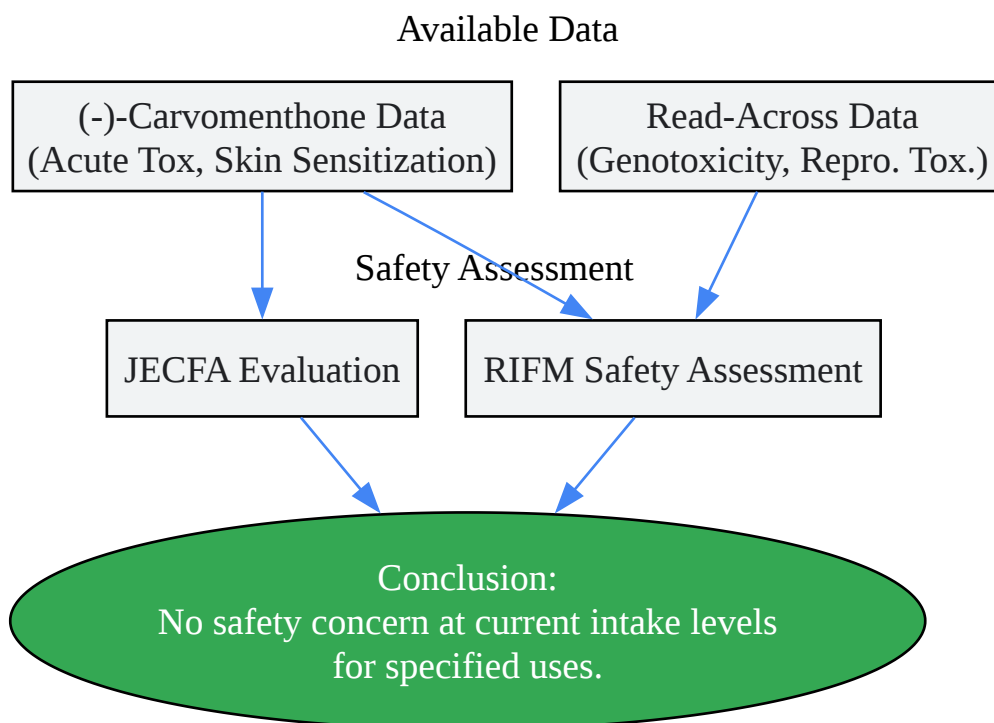 Available Data
(-)-Carvomenthone Data
(Acute Tox, Skin Sensitization)
Read-Across Data
(Genotoxicity, Repro. Tox.)
Safety Assessment
JECFA Evaluation
RIFM Safety Assessment
Conclusion:
No safety concern at current intake levels
for specified uses.